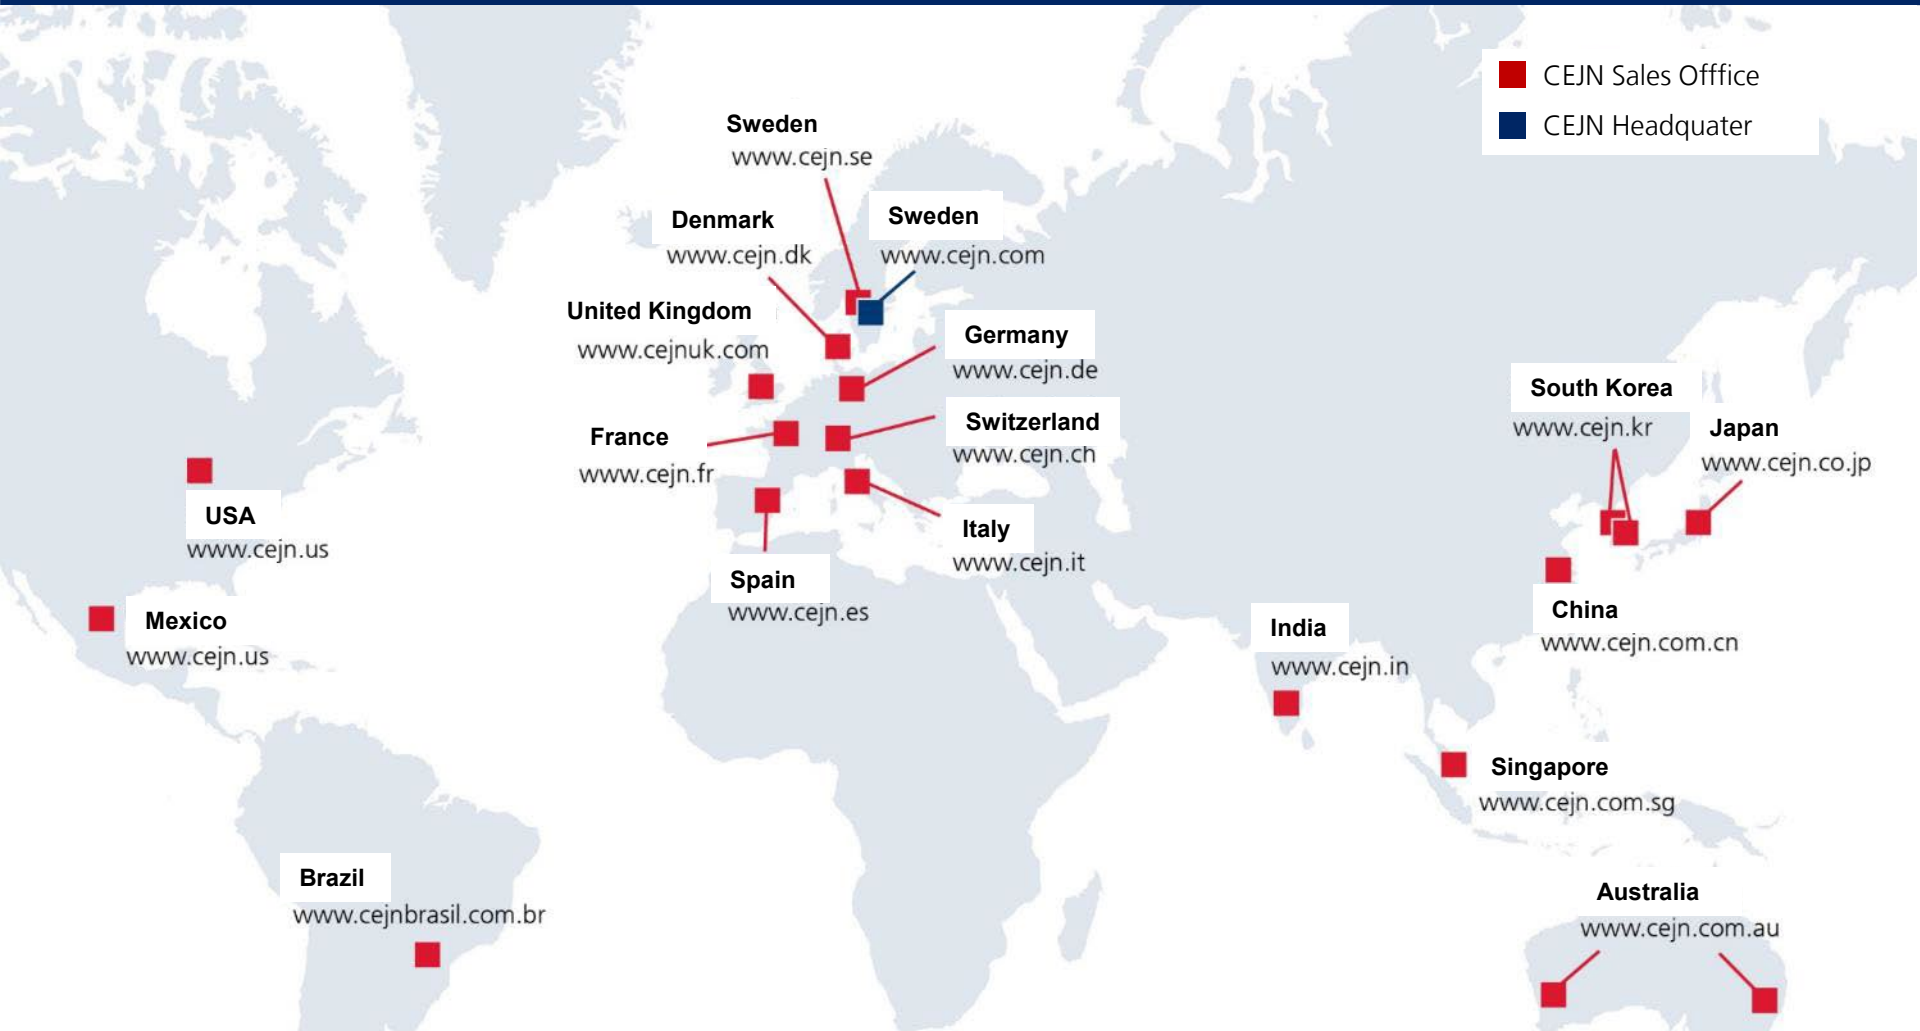 CEJN Sales Offfice
CEJN Headquater
Sweden
www.cejn.se
Denmark
www.cejn.dk
Sweden
www.cejn.com
United Kingdom
www.cejnuk.com
Germany
www.cejn.de
France
www.cejn.fr
Switzerland
www.cejn.ch
South Korea
www.cejn.kr
Japan
www.cejn.co.jp
USA
www.cejn.us
Italy
www.cejn.it
Spain
www.cejn.es
Mexico
www.cejn.us
India
www.cejn.in
China
www.cejn.com.cn
Singapore
www.cejn.com.sg
Brazil
www.cejnbrasil.com.br
Australia
www.cejn.com.au